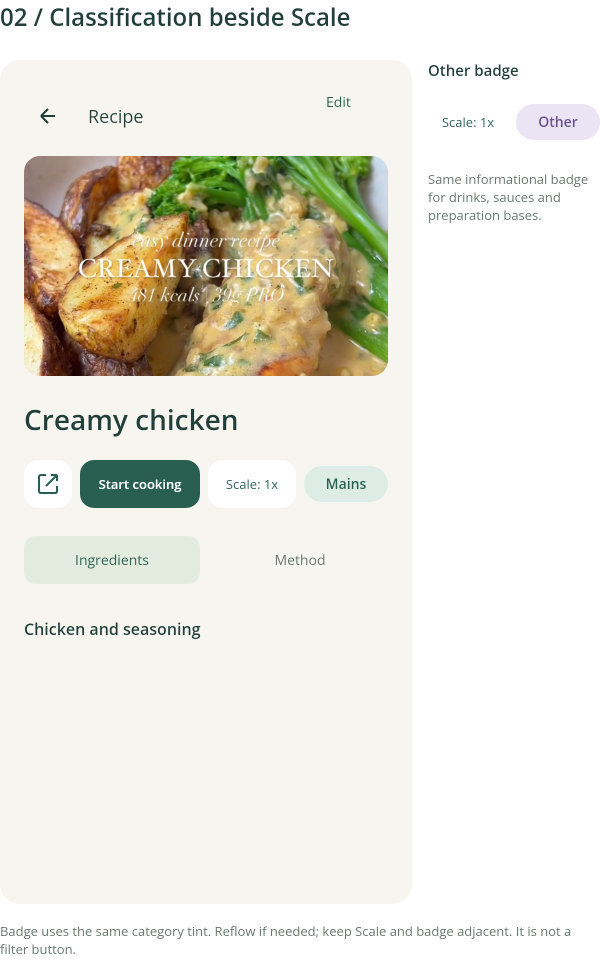 02 / Classification beside Scale
Other badge
Edit
Recipe
Scale: 1x
Other
Same informational badge
for drinks, sauces and
preparation bases.
easy dinner recipe
CREAMY CHICKEN
481 kcals | 39g PRO
Creamy chicken
Start cooking
Scale: 1x
Mains
Ingredients
Method
Chicken and seasoning
Badge uses the same category tint. Reflow if needed; keep Scale and badge adjacent. It is not a
filter button.